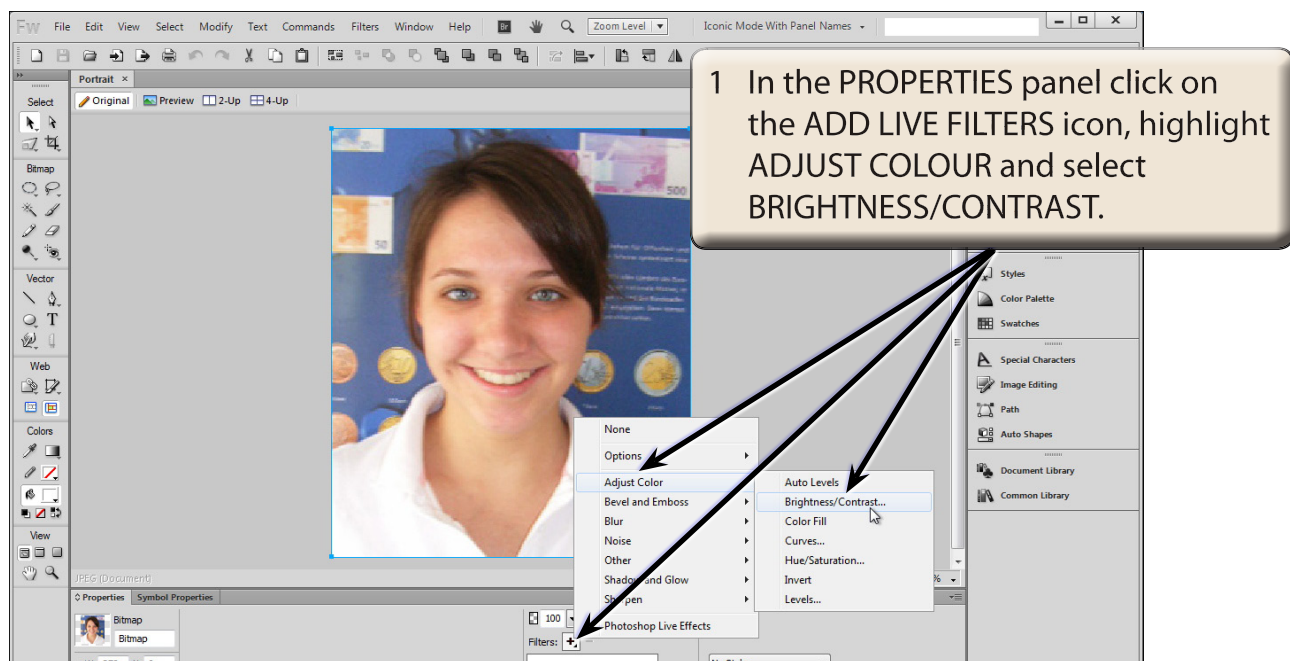 Fw File Edit View Select Modify Text Commands Filters Window Help Br Zoom Level Iconic Mode With Panel Names
Portrait ×
Original Preview 2-Up 4-Up
1 In the PROPERTIES panel click on
the ADD LIVE FILTERS icon, highlight
ADJUST COLOUR and select
BRIGHTNESS/CONTRAST.
Select
Bitmap
Vector
Web
Colors
View
500
50
Styles
Color Palette
Swatches
Special Characters
Image Editing
Path
Auto Shapes
Document Library
Common Library
None
Options
Adjust Color
Bevel and Emboss
Blur
Noise
Other
Shadow and Glow
Sharpen
Photoshop Live Effects
Auto Levels
Brightness/Contrast...
Color Fill
Curves...
Hue/Saturation...
Invert
Levels...
JPEG (Document)
%
Properties Symbol Properties
Bitmap
Bitmap
100
Filters: